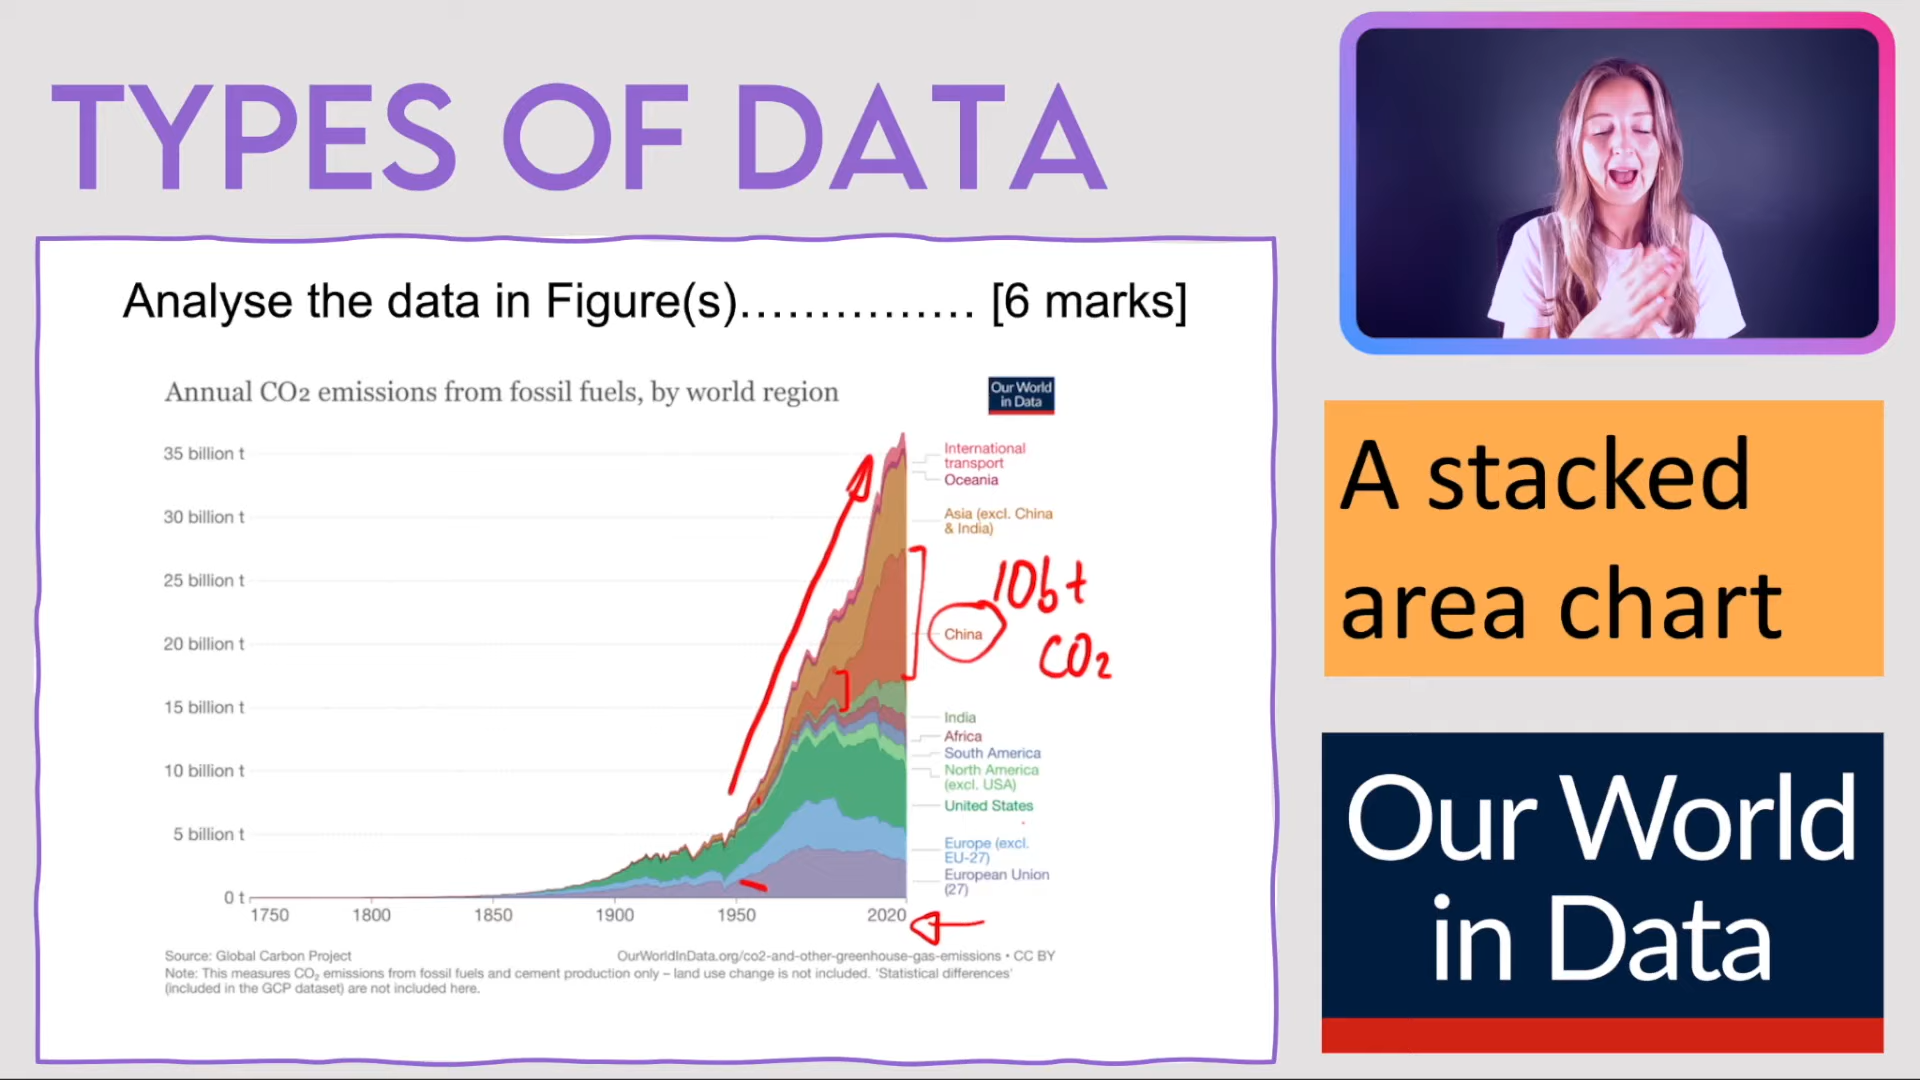 TYPES OF DATA
Analyse the data in Figure(s)............... [6 marks]
Annual CO2 emissions from fossil fuels, by world region
Our World
in Data
35 billion t
30 billion t
25 billion t
20 billion t
15 billion t
10 billion t
5 billion t
0 t
1750
1800
1850
1900
1950
2020
International
transport
Oceania
Asia (excl. China
& India)
China
10bt
CO2
India
Africa
South America
North America
(excl. USA)
United States
Europe (excl.
EU-27)
European Union
(27)
Source: Global Carbon Project
OurWorldInData.org/co2-and-other-greenhouse-gas-emissions • CC BY
Note: This measures CO₂ emissions from fossil fuels and cement production only – land use change is not included. 'Statistical differences'
(included in the GCP dataset) are not included here.
A stacked
area chart
Our World
in Data